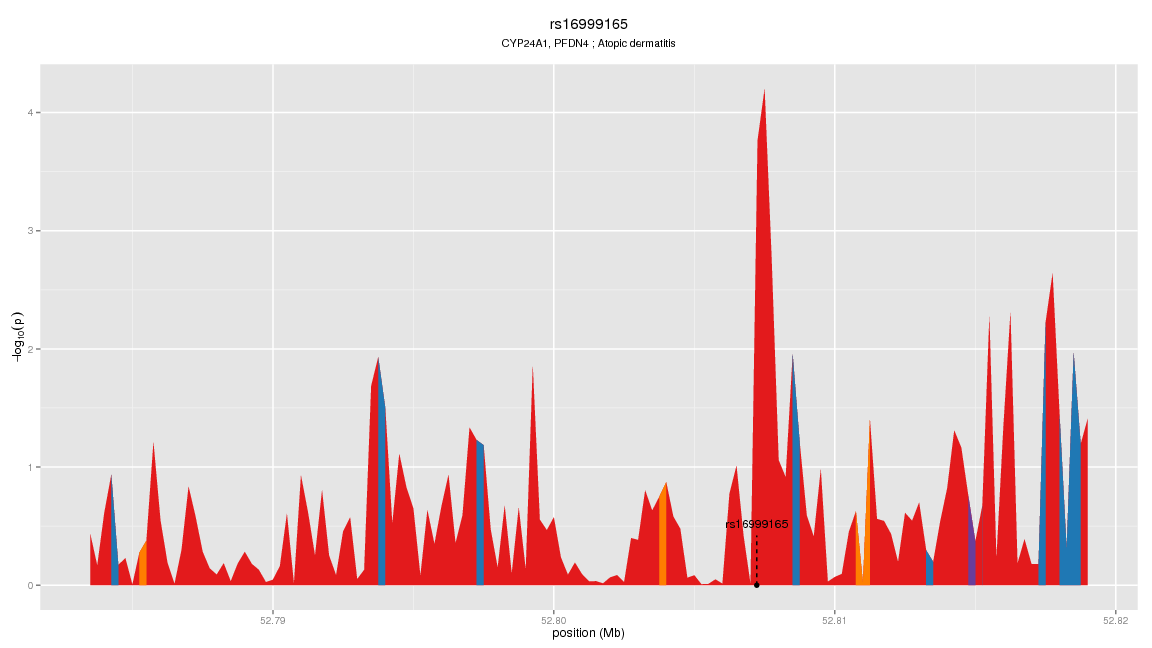 rs16999165
CYP24A1, PFDN4 ; Atopic dermatitis
4
3
2
1
0
−log₁₀(p)
rs16999165
52.79 52.80 52.81 52.82
position (Mb)